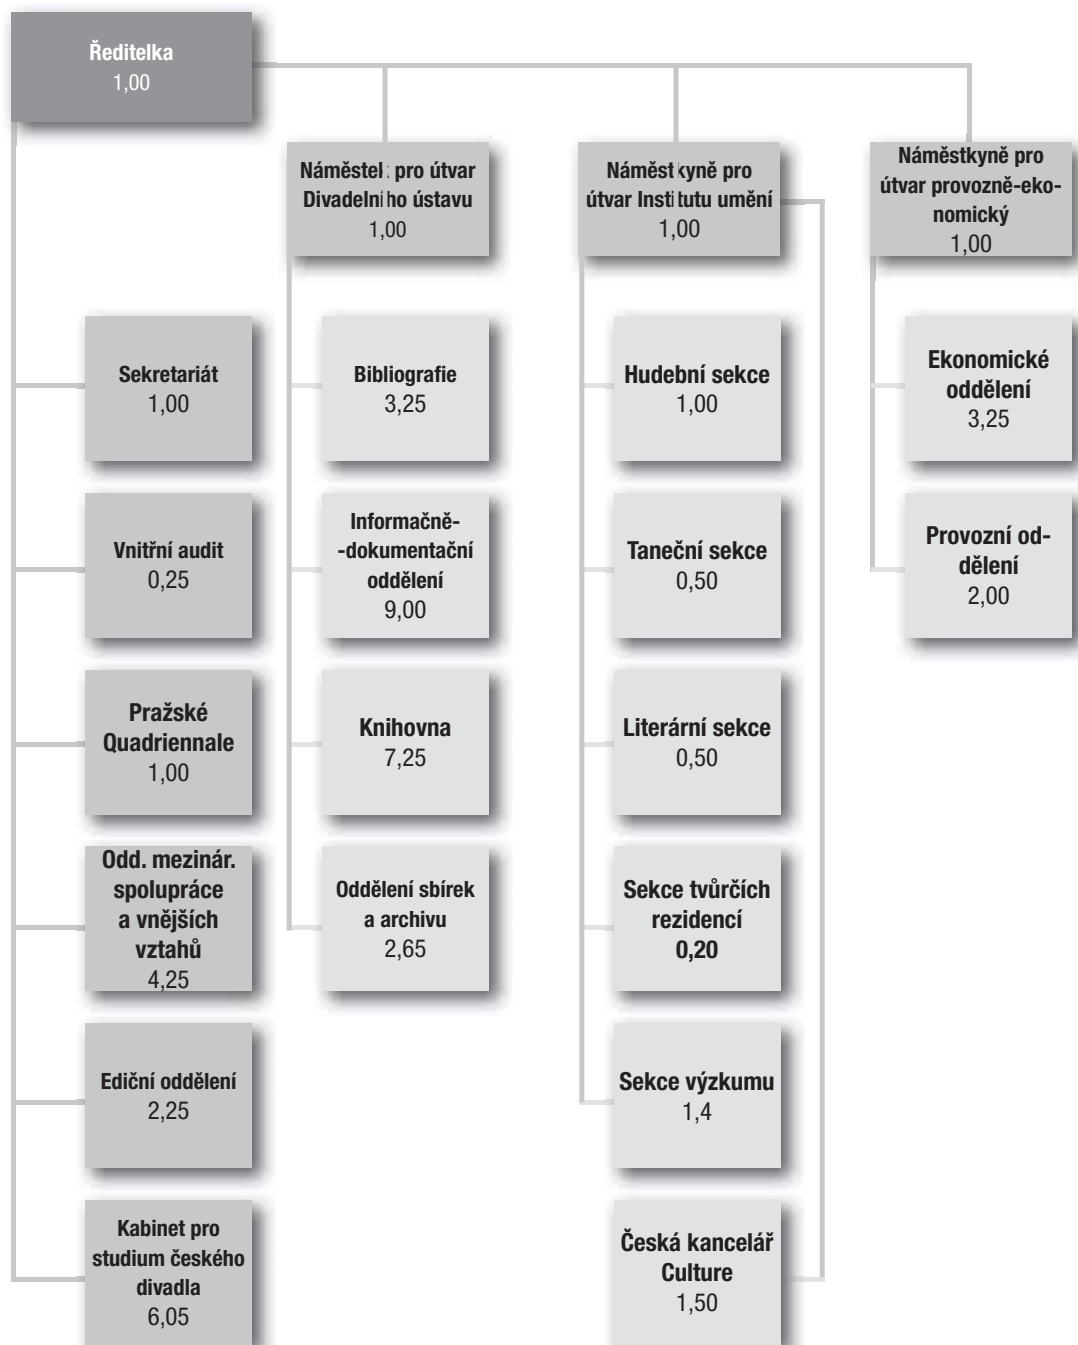 Ředitelka
1,00
Náměstek pro útvar
Divadelního ústavu
1,00
Náměstkyně pro
útvar Institutu umění
1,00
Náměstkyně pro
útvar provozně-eko-
nomický
1,00
Sekretariát
1,00
Vnitřní audit
0,25
Pražské
Quadriennale
1,00
Odd. mezinár.
spolupráce
a vnějších
vztahů
4,25
Ediční oddělení
2,25
Kabinet pro
studium českého
divadla
6,05
Bibliografie
3,25
Informačně-
-dokumentační
oddělení
9,00
Knihovna
7,25
Oddělení sbírek
a archivu
2,65
Hudební sekce
1,00
Taneční sekce
0,50
Literární sekce
0,50
Sekce tvůrčích
rezidencí
0,20
Sekce výzkumu
1,4
Česká kancelář
Culture
1,50
Ekonomické
oddělení
3,25
Provozní od-
dělení
2,00